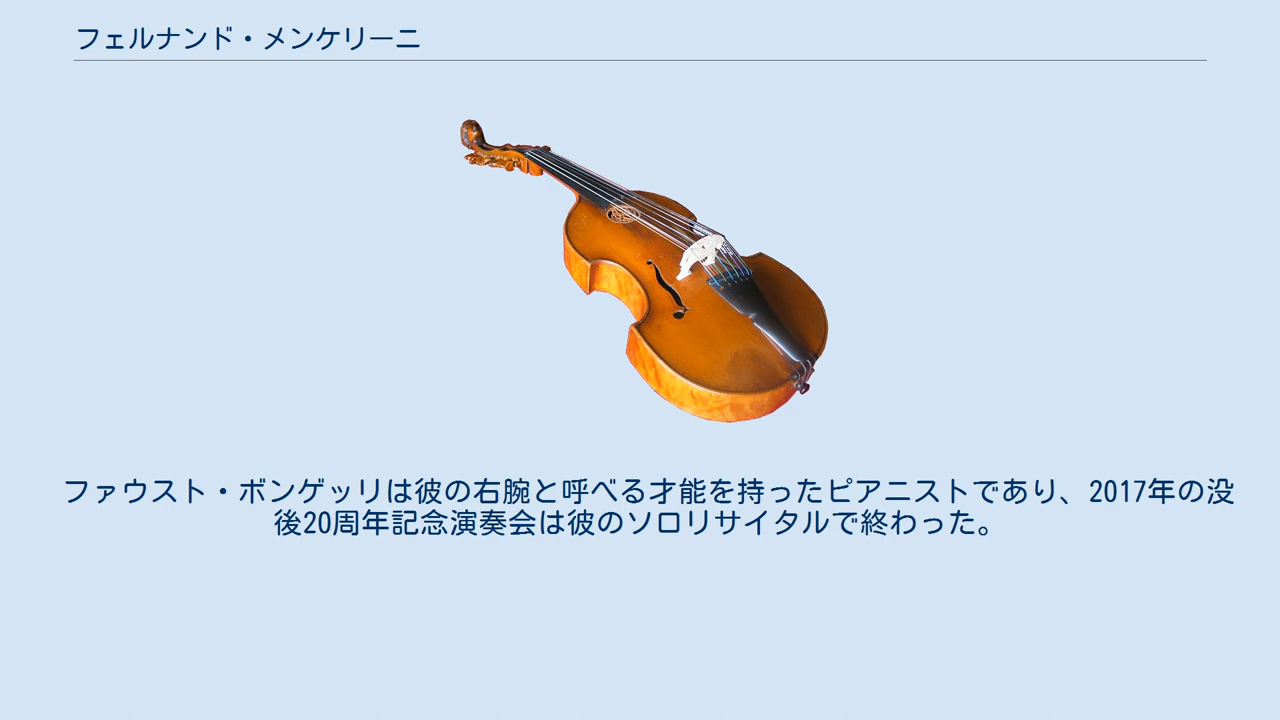 フェルナンド・メンケリーニ
ファウスト・ボンゲッリは彼の右腕と呼べる才能を持ったピアニストであり、2017年の没
後20周年記念演奏会は彼のソロリサイタルで終わった。